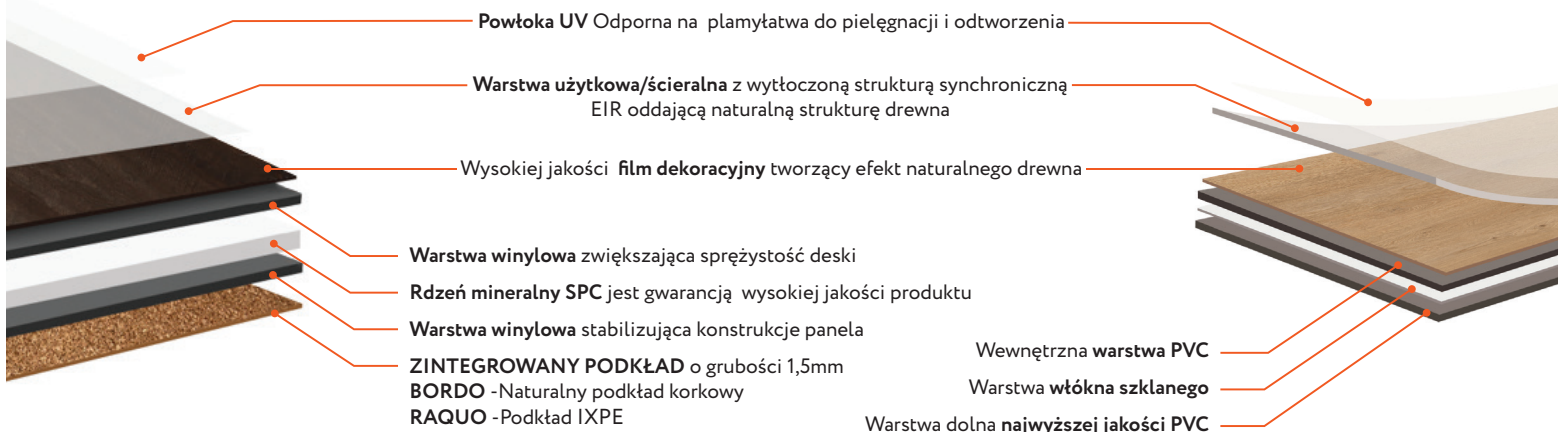 Powłoka UV Odporna na plamyłatwa do pielęgnacji i odtworzenia
Warstwa użytkowa/ścieralna z wytłoczoną strukturą synchroniczną
EIR oddającą naturalną strukturę drewna
Wysokiej jakości film dekoracyjny tworzący efekt naturalnego drewna
Warstwa winylowa zwiększająca sprężystość deski
Rdzeń mineralny SPC jest gwarancją wysokiej jakości produktu
Warstwa winylowa stabilizująca konstrukcje panela
ZINTEGROWANY PODKŁAD o grubości 1,5mm
BORDO -Naturalny podkład korkowy
RAQUO -Podkład IXPE
Wewnętrzna warstwa PVC
Warstwa włókna szklanego
Warstwa dolna najwyższej jakości PVC